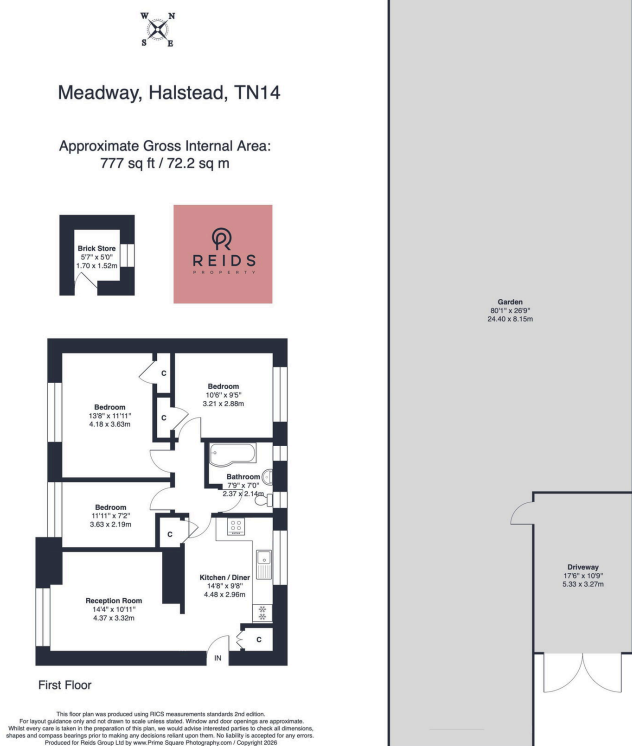 W N
S E
Meadway, Halstead, TN14
Approximate Gross Internal Area:
777 sq ft / 72.2 sq m
Brick Store
5'7" x 5'0"
1.70 x 1.52m
REIDS
PROPERTY
Bedroom
13'8" x 11'11"
4.18 x 3.63m
C
C
Bedroom
10'6" x 9'5"
3.21 x 2.88m
Bathroom
7'9" x 7'0"
2.37 x 2.14m
Bedroom
11'11" x 7'2"
3.63 x 2.19m
C
Kitchen / Diner
14'8" x 9'8"
4.48 x 2.96m
Reception Room
14'4" x 10'11"
4.37 x 3.32m
C
IN
First Floor
Garden
80'1" x 26'9"
24.40 x 8.15m
Driveway
17'6" x 10'9"
5.33 x 3.27m
This floor plan was produced using RICS measurements standards 2nd edition.
For layout guidance only and not drawn to scale unless stated. Window and door openings are approximate.
Whilst every care is taken in the preparation of this plan, we would advise interested parties to check all dimensions,
shapes and compass bearings prior to making any decisions reliant upon them. No liability is accepted for any errors.
Produced for Reids Group Ltd by www.Prime Square Photography.com / Copyright 2026